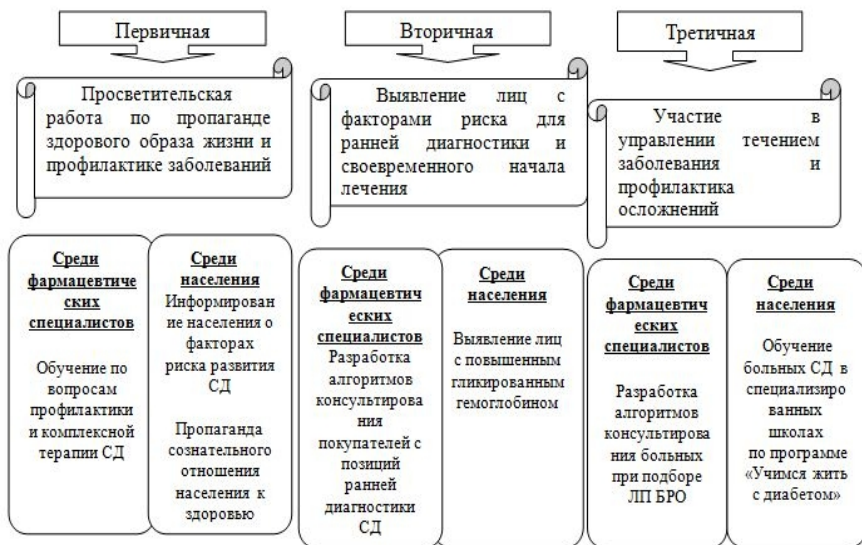 Первичная
Вторичная
Третичная
Просветительская
работа по пропаганде
здорового образа жизни и
профилактике заболеваний
Выявление лиц с
факторами риска для
ранней диагностики и
своевременного начала
лечения
Участие в
управлении течением
заболевания и
профилактика
осложнений
Среди
фармацевтиче
ских
специалистов
Обучение по
вопросам
профилактики
и комплексной
терапии СД
Среди
населения
Информирован
ие населения о
факторах
риска развития
СД
Пропаганда
сознательного
отношения
населения к
здоровью
Среди
фармацевтич
еских
специалистов
Разработка
алгоритмов
консультирова
ния
покупателей с
позиций
ранней
диагностики
СД
Среди
населения
Выявление лиц
с повышенным
гликированным
гемоглобином
Среди
фармацевтич
еских
специалистов
Разработка
алгоритмов
консультирова
ния больных
при подборе
ЛП БРО
Среди
населения
Обучение
больных СД в
специализиро
ванных
школах
по программе
«Учимся жить
с диабетом»